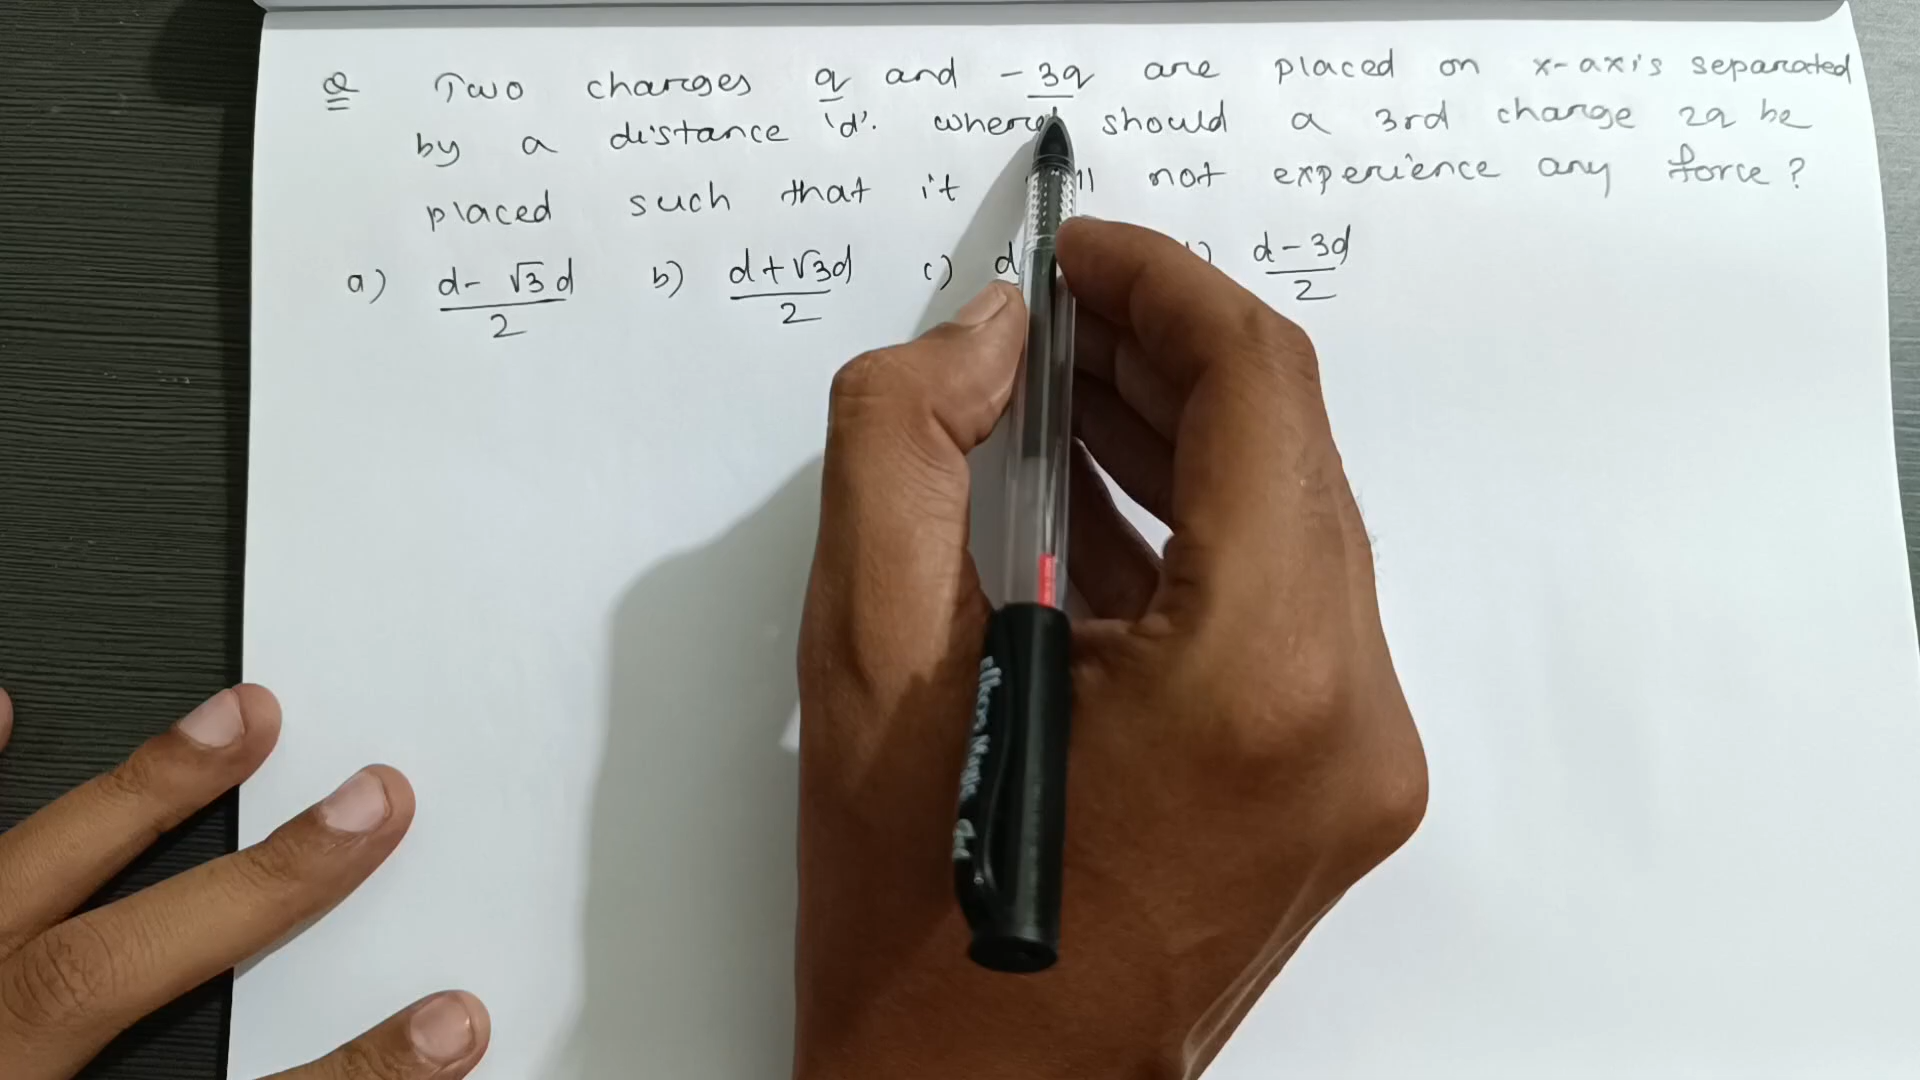 Q Two charges q and - 3q are placed on x-axis separated
by a distance 'd'. where should a 3rd charge 2q be
placed such that it not experience any force?
a) d - √3 d / 2 b) d + √3 d / 2 c) d d - 3d / 2